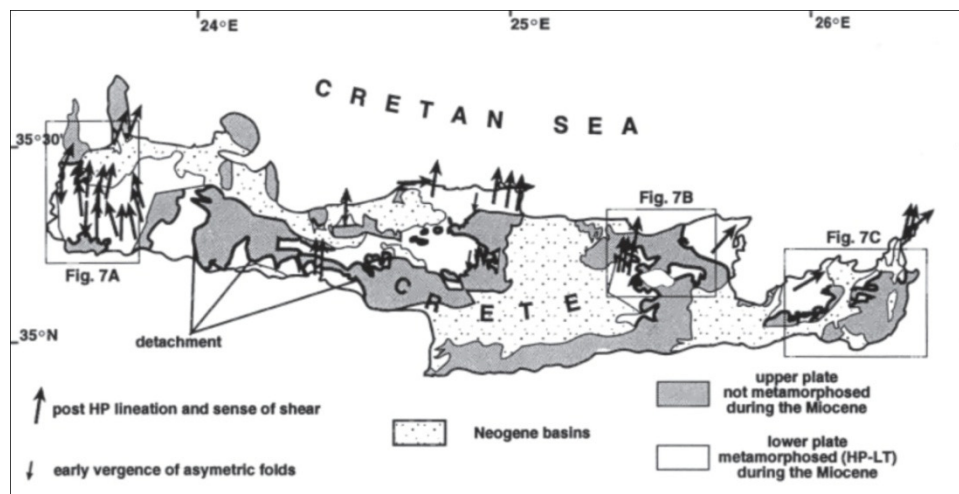 24°E
25°E
26°E
CRETAN SEA
35°30'
Fig. 7B
Fig. 7C
Fig. 7A
CRETE
35°N
detachment
post HP lineation and sense of shear
early vergence of asymetric folds
Neogene basins
upper plate
not metamorphosed
during the Miocene
lower plate
metamorphosed (HP-LT)
during the Miocene